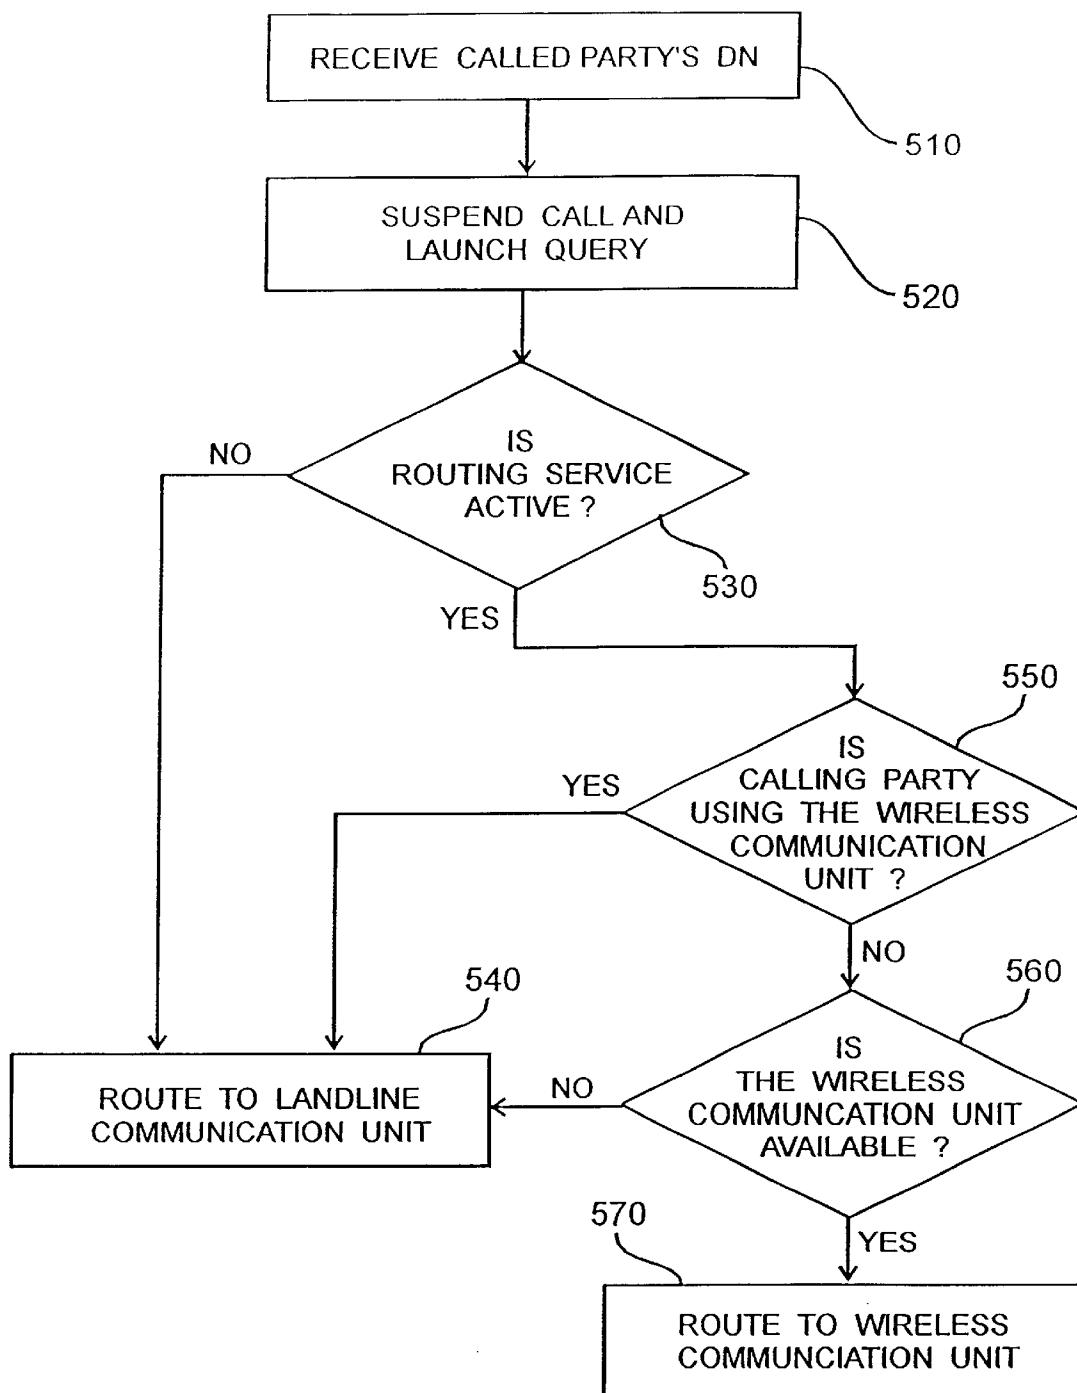 RECEIVE CALLED PARTY'S DN
510
SUSPEND CALL AND
LAUNCH QUERY
520
IS
ROUTING SERVICE
ACTIVE ?
NO
530
YES
550
IS
CALLING PARTY
USING THE WIRELESS
COMMUNICATION
UNIT ?
YES
NO
540
560
ROUTE TO LANDLINE
COMMUNICATION UNIT
NO
IS
THE WIRELESS
COMMUNCATION UNIT
AVAILABLE ?
570
YES
ROUTE TO WIRELESS
COMMUNCIATION UNIT